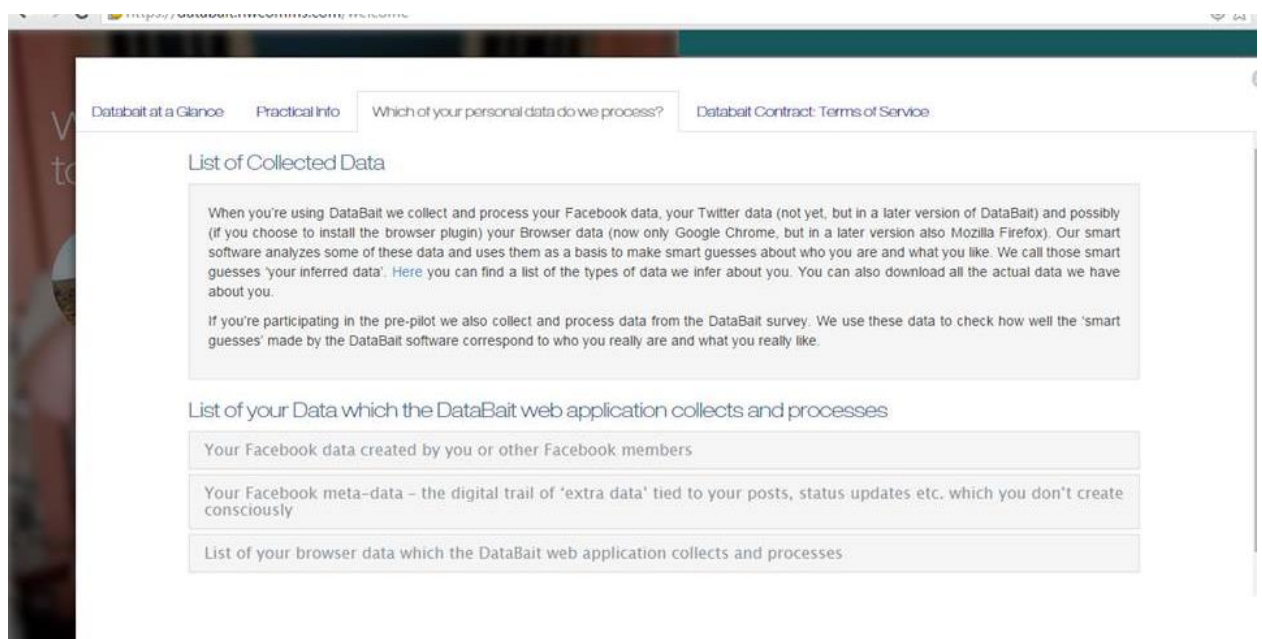 Databait at a Glance Practical Info Which of your personal data do we process? Databait Contract: Terms of Service
List of Collected Data
When you're using DataBait we collect and process your Facebook data, your Twitter data (not yet, but in a later version of DataBait) and possibly
(if you choose to install the browser plugin) your Browser data (now only Google Chrome, but in a later version also Mozilla Firefox). Our smart
software analyzes some of these data and uses them as a basis to make smart guesses about who you are and what you like. We call those smart
guesses 'your inferred data'. Here you can find a list of the types of data we infer about you. You can also download all the actual data we have
about you.
If you're participating in the pre-pilot we also collect and process data from the DataBait survey. We use these data to check how well the 'smart
guesses' made by the DataBait software correspond to who you really are and what you really like.
List of your Data which the DataBait web application collects and processes
Your Facebook data created by you or other Facebook members
Your Facebook meta-data – the digital trail of 'extra data' tied to your posts, status updates etc. which you don't create
consciously
List of your browser data which the DataBait web application collects and processes